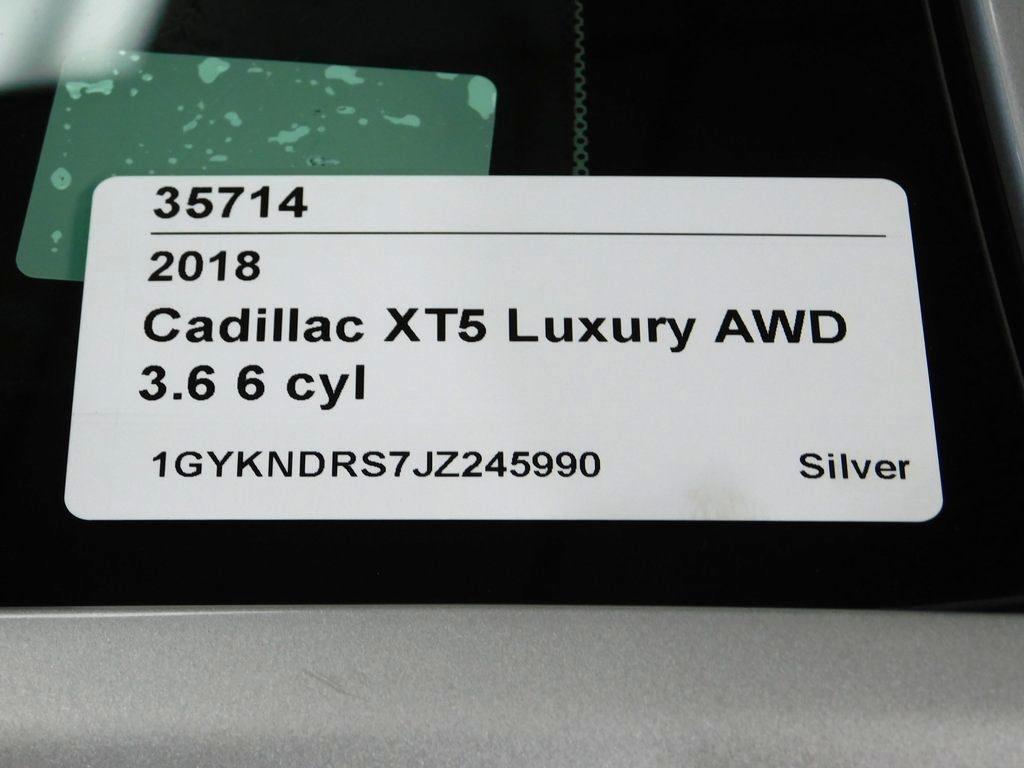 35714
2018
Cadillac XT5 Luxury AWD
3.6 6 cyl
1GYKNDRS7JZ245990 Silver